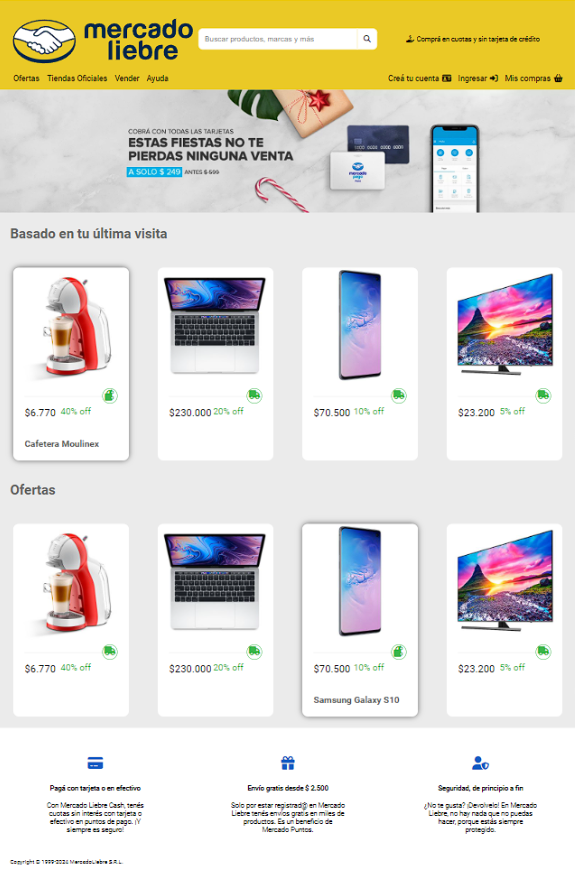 mercado
liebre
Buscar productos, marcas y más
Comprá en cuotas y sin tarjeta de crédito
Ofertas Tiendas Oficiales Vender Ayuda
Creá tu cuenta Ingresar Mis compras
COBRÁ CON TODAS LAS TARJETAS
ESTAS FIESTAS NO TE
PIERDAS NINGUNA VENTA
A SOLO $ 249 ANTES $ 599
mercado
pago
Basado en tu última visita
$6.770 40% off
Cafetera Moulinex
$230.000 20% off
$70.500 10% off
$23.200 5% off
Ofertas
$6.770 40% off
$230.000 20% off
$70.500 10% off
Samsung Galaxy S10
$23.200 5% off
Pagá con tarjeta o en efectivo
Con Mercado Liebre Cash, tenés
cuotas sin interés con tarjeta o
efectivo en puntos de pago. ¡Y
siempre es seguro!
Envío gratis desde $ 2.500
Solo por estar registrad@ en Mercado
Liebre tenés envíos gratis en miles de
productos. Es un beneficio de
Mercado Puntos.
Seguridad, de principio a fin
¿No te gusta? ¡Devolvelo! En Mercado
Liebre, no hay nada que no puedas
hacer, porque estás siempre
protegido.
Copyright © 1999-2024 MercadoLiebre S.R.L.